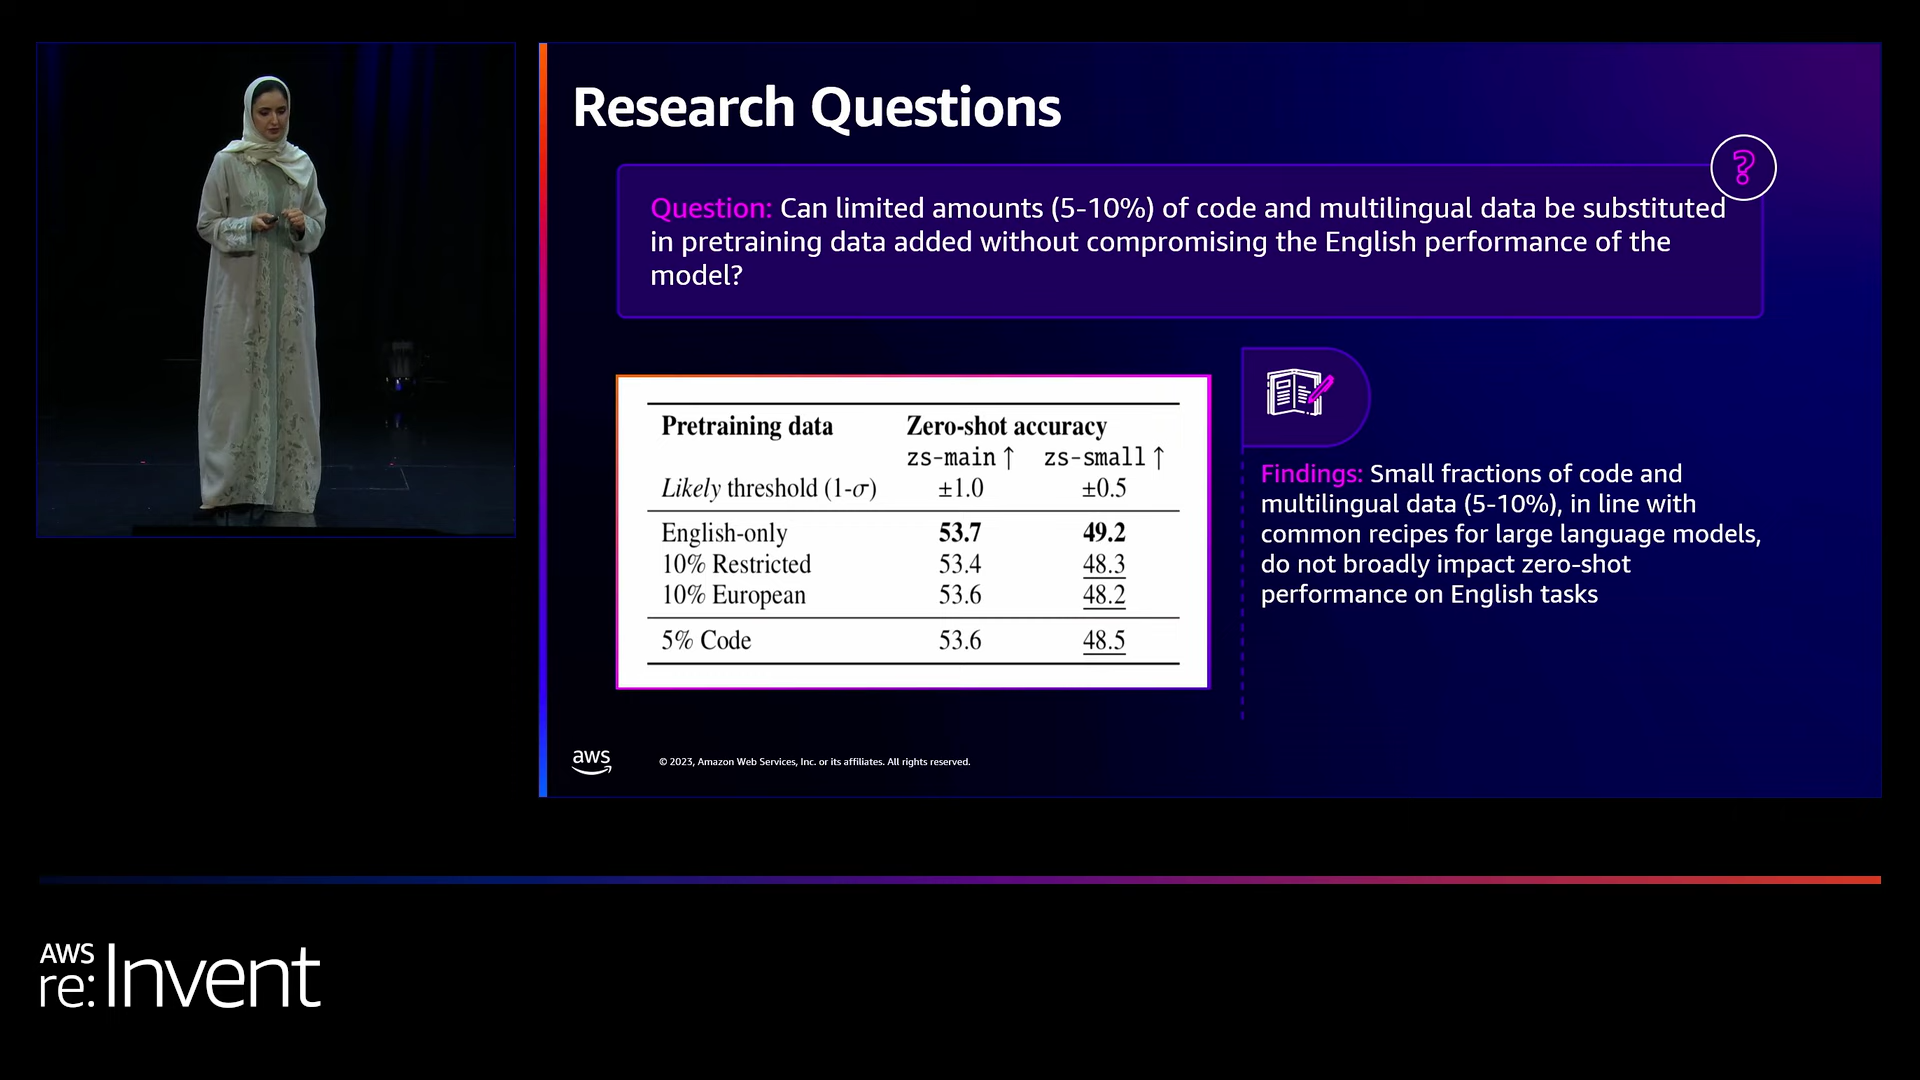 Research Questions
?
Question: Can limited amounts (5-10%) of code and multilingual data be substituted
in pretraining data added without compromising the English performance of the
model?
Pretraining data Zero-shot accuracy
zs-main ↑ zs-small ↑
Likely threshold (1-σ) ±1.0 ±0.5
English-only 53.7 49.2
10% Restricted 53.4 48.3
10% European 53.6 48.2
5% Code 53.6 48.5
Findings: Small fractions of code and
multilingual data (5-10%), in line with
common recipes for large language models,
do not broadly impact zero-shot
performance on English tasks
aws
© 2023, Amazon Web Services, Inc. or its affiliates. All rights reserved.
AWS
re:Invent